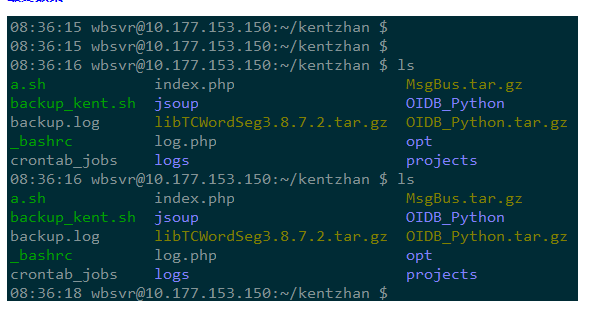 08:36:15 wbsvr@10.177.153.150:~/kentzhan $
08:36:15 wbsvr@10.177.153.150:~/kentzhan $
08:36:16 wbsvr@10.177.153.150:~/kentzhan $ ls
a.sh index.php MsgBus.tar.gz
backup_kent.sh jsoup OIDB_Python
backup.log libTCWordSeg3.8.7.2.tar.gz OIDB_Python.tar.gz
_bashrc log.php opt
crontab_jobs logs projects
08:36:16 wbsvr@10.177.153.150:~/kentzhan $ ls
a.sh index.php MsgBus.tar.gz
backup_kent.sh jsoup OIDB_Python
backup.log libTCWordSeg3.8.7.2.tar.gz OIDB_Python.tar.gz
_bashrc log.php opt
crontab_jobs logs projects
08:36:18 wbsvr@10.177.153.150:~/kentzhan $